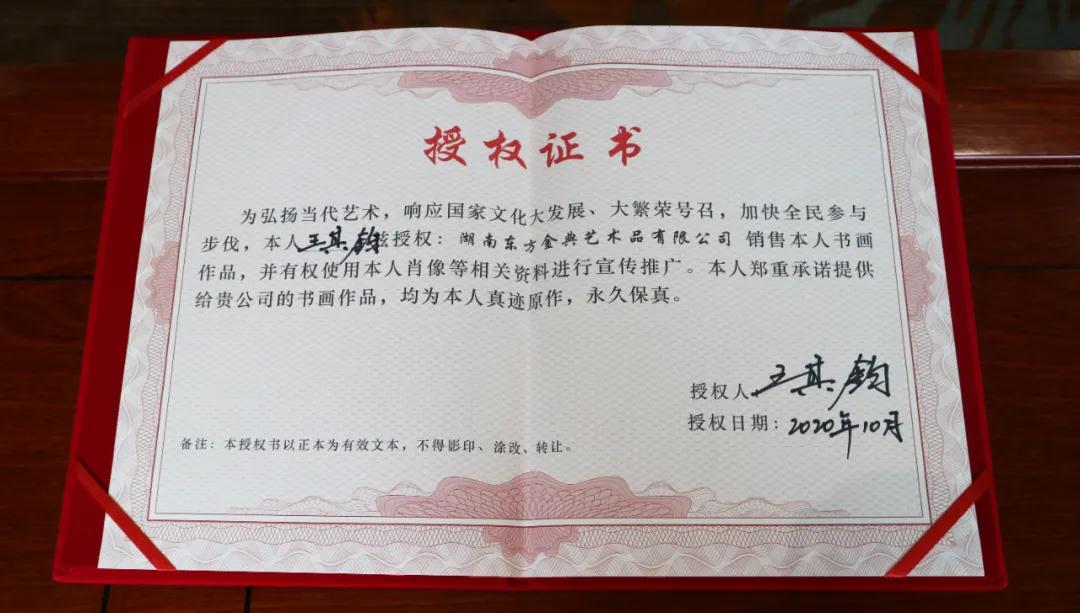 授权证书
为弘扬当代艺术，响应国家文化大发展、大繁荣号召，加快全民参与
步伐，本人王其钧兹授权：湖南东方金典艺术品有限公司 销售本人书画
作品，并有权使用本人肖像等相关资料进行宣传推广。本人郑重承诺提供
给贵公司的书画作品，均为本人真迹原作，永久保真。
授权人 王其钧
授权日期：2020年10月
备注：本授权书以正本为有效文本，不得影印、涂改、转让。